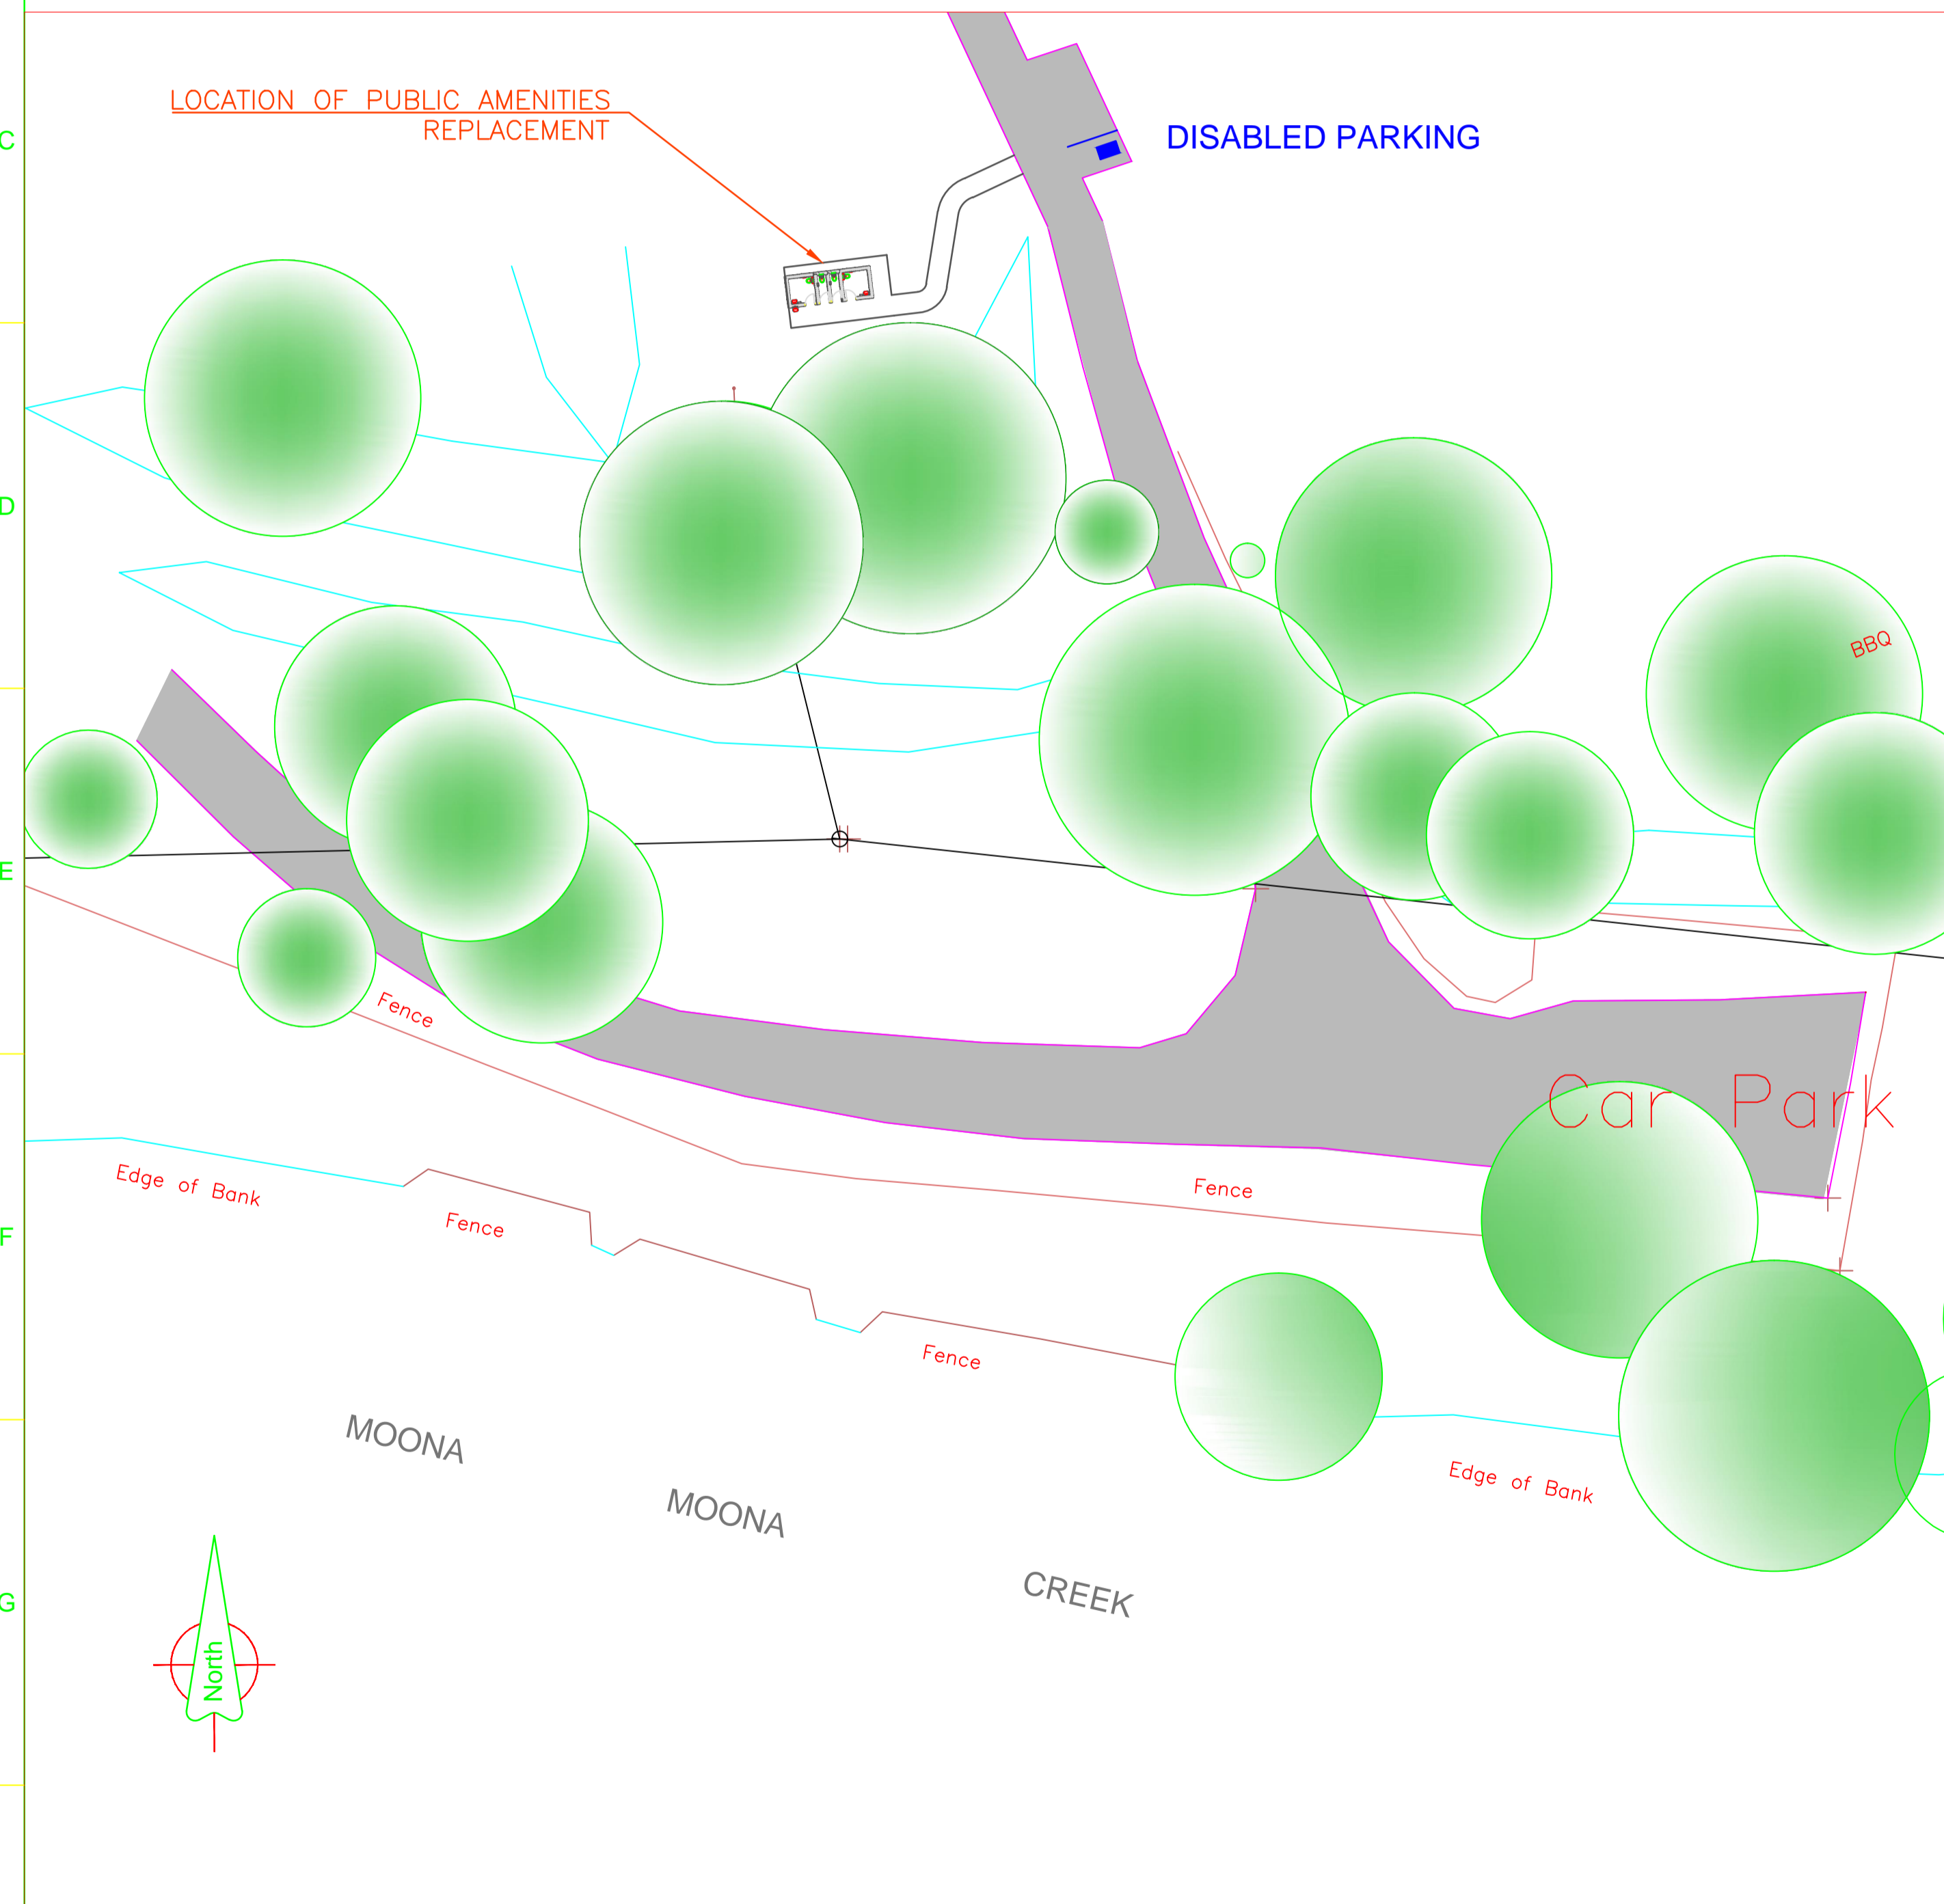 LOCATION OF PUBLIC AMENITIES
REPLACEMENT
C
DISABLED PARKING
D
BBQ
E
Fence
Car Park
Edge of Bank
Fence
Fence
F
Fence
MOONA
Edge of Bank
MOONA
CREEK
G
North